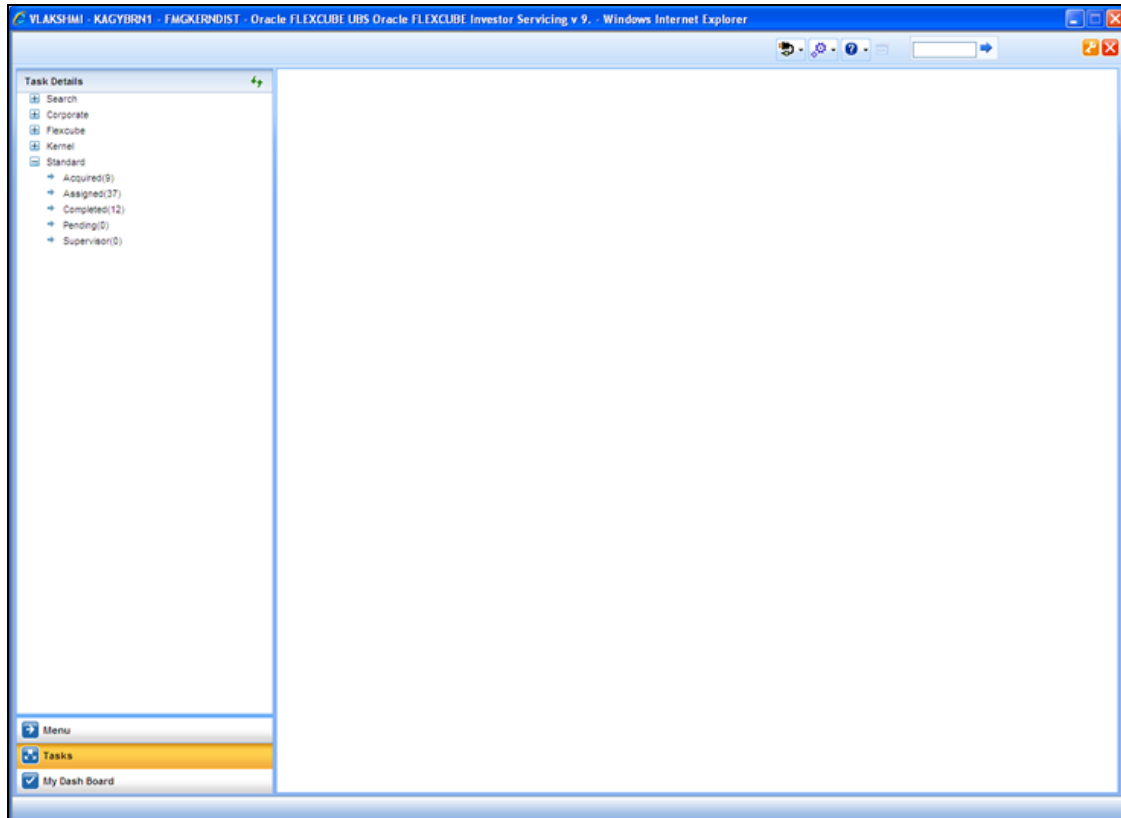 VLAKSHMI - KAGYBRN1 - FMGKERNDIST - Oracle FLEXCUBE UBS Oracle FLEXCUBE Investor Servicing v 9. - Windows Internet Explorer
Task Details
Search
Corporate
Flexcube
Kernel
Standard
Acquired(9)
Assigned(37)
Completed(12)
Pending(0)
Supervisor(0)
Menu
Tasks
My Dash Board